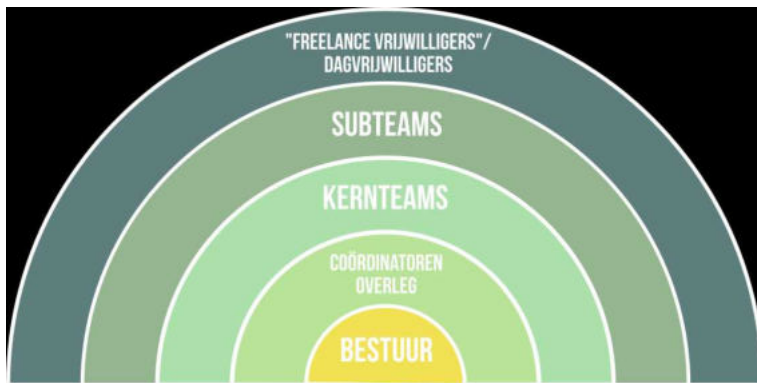 "FREELANCE VRIJWILLIGERS"/
DAGVRIJWILLIGERS
SUBTEAMS
KERNTEAMS
COÖRDINATOREN
OVERLEG
BESTUUR